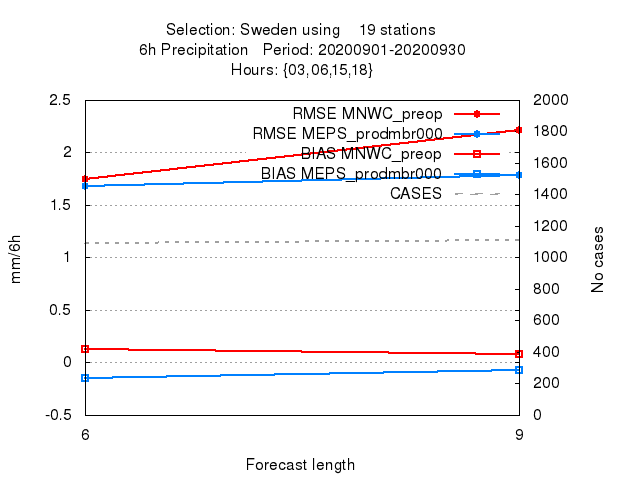 Selection: Sweden using 19 stations
6h Precipitation Period: 20200901-20200930
Hours: {03,06,15,18}
RMSE MNWC_preop
RMSE MEPS_prodmbr000
BIAS MNWC_preop
BIAS MEPS_prodmbr000
CASES
2.5
2
1.5
1
0.5
0
-0.5
mm/6h
2000
1800
1600
1400
1200
1000
800
600
400
200
0
No cases
6
9
Forecast length